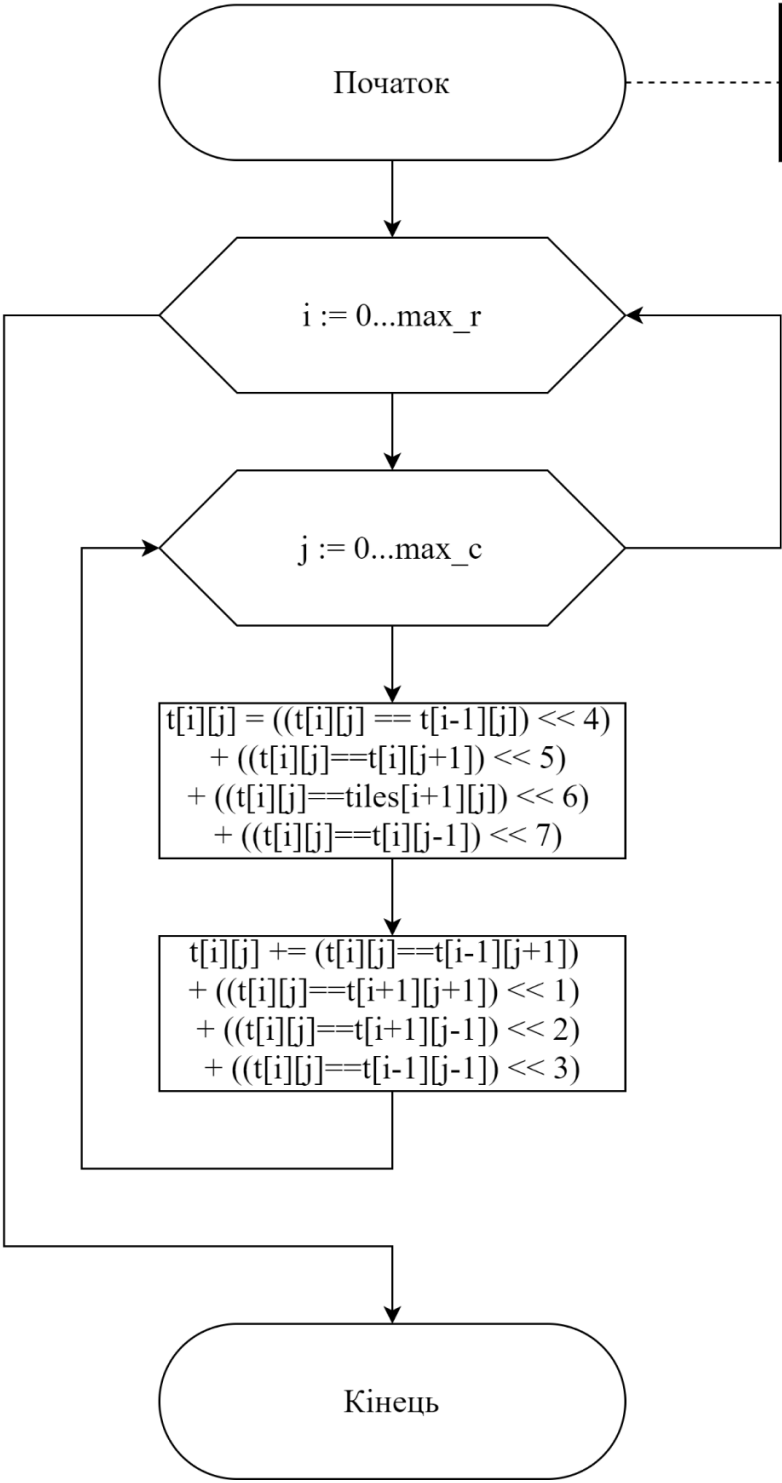 Початок
i := 0...max_r
j := 0...max_c
t[i][j] = ((t[i][j] == t[i-1][j]) << 4)
+ ((t[i][j]==t[i][j+1]) << 5)
+ ((t[i][j]==tiles[i+1][j]) << 6)
+ ((t[i][j]==t[i][j-1]) << 7)
t[i][j] += (t[i][j]==t[i-1][j+1])
+ ((t[i][j]==t[i+1][j+1]) << 1)
+ ((t[i][j]==t[i+1][j-1]) << 2)
+ ((t[i][j]==t[i-1][j-1]) << 3)
Кінець